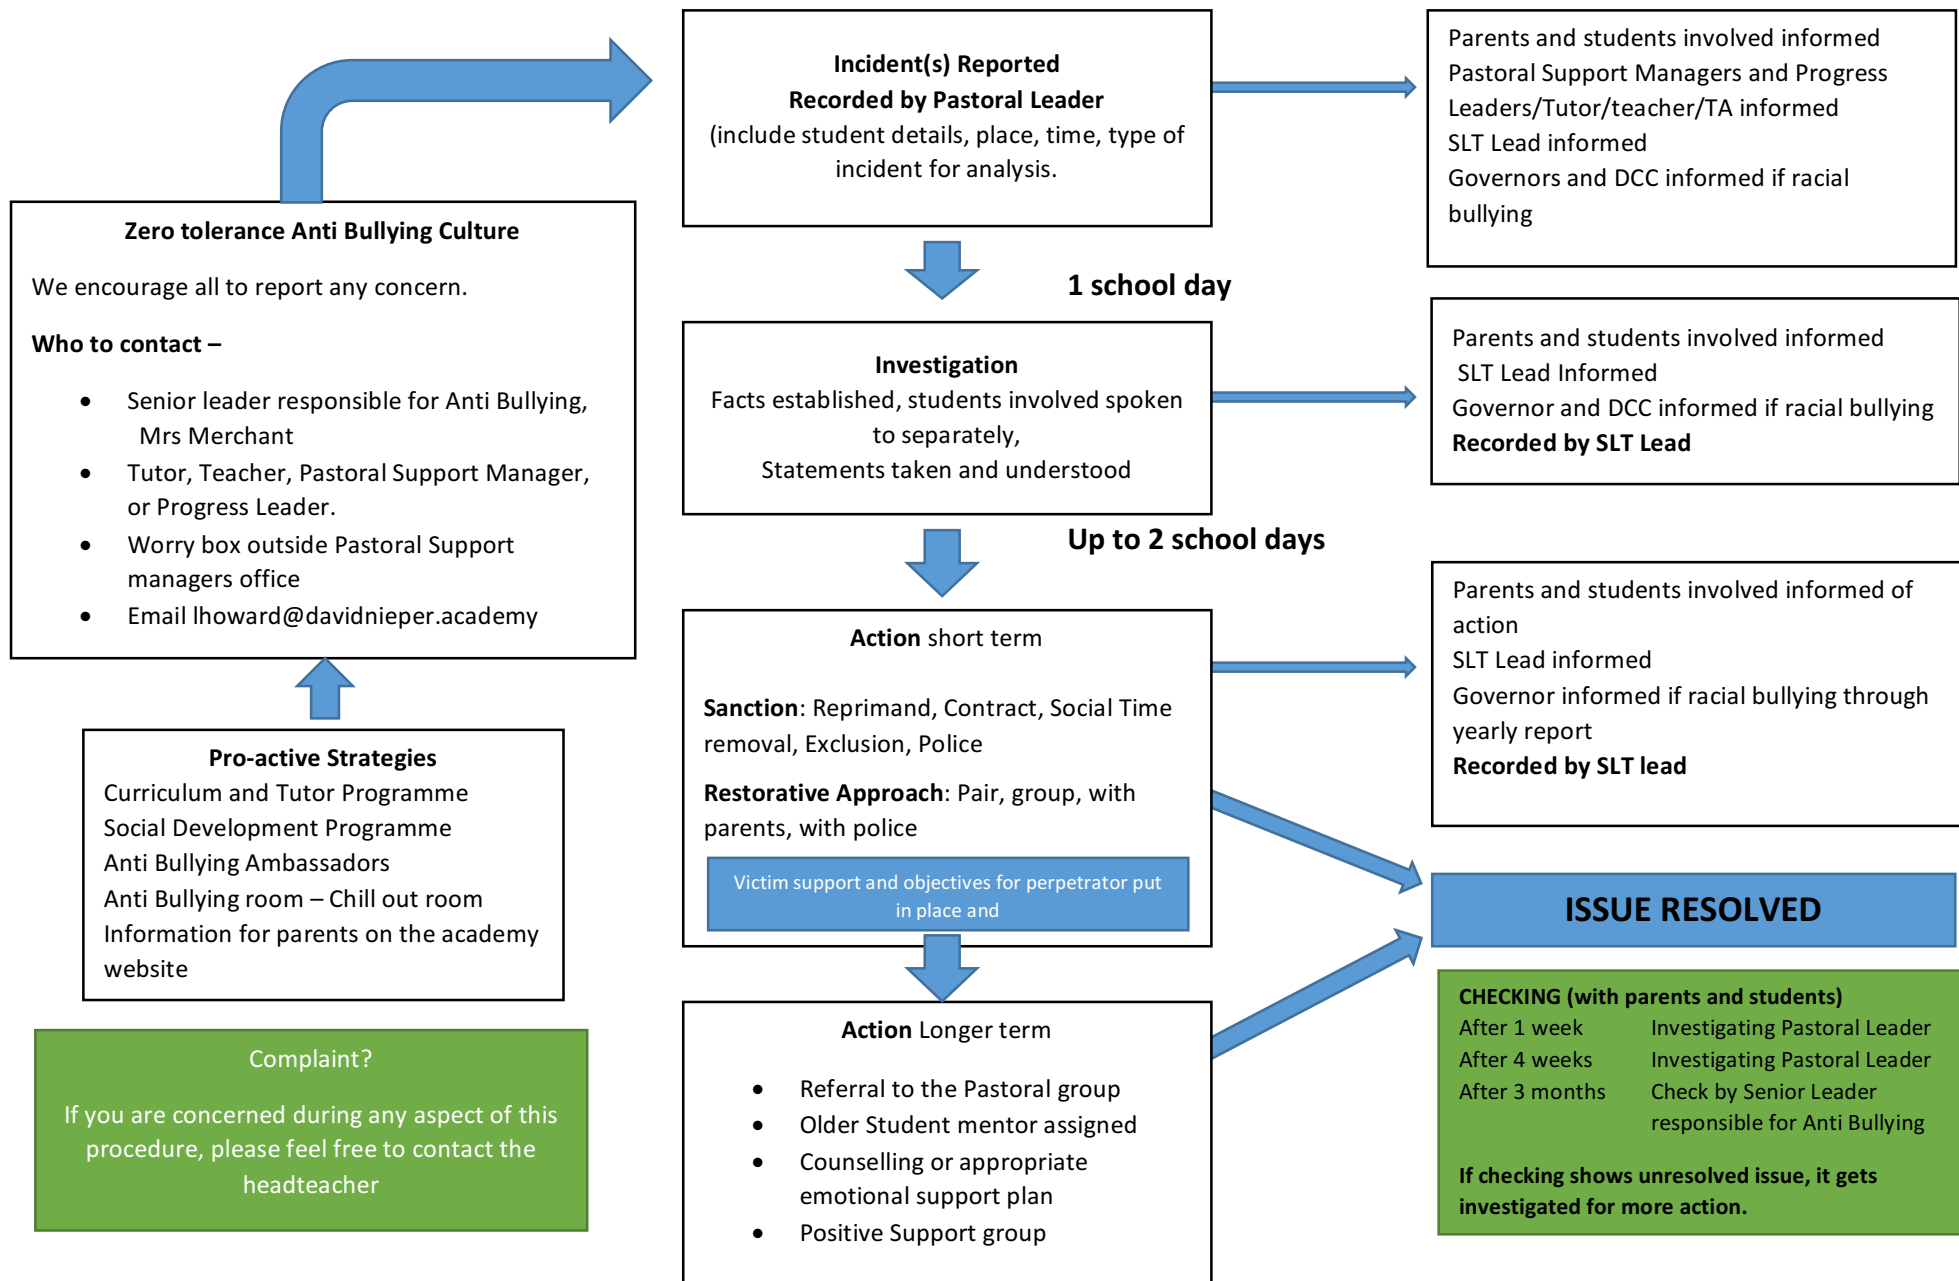 Incident(s) Reported
Recorded by Pastoral Leader
(include student details, place, time, type of
incident for analysis.
Parents and students involved informed
Pastoral Support Managers and Progress
Leaders/Tutor/teacher/TA informed
SLT Lead informed
Governors and DCC informed if racial
bullying
Zero tolerance Anti Bullying Culture
We encourage all to report any concern.
Who to contact –
• Senior leader responsible for Anti Bullying,
Mrs Merchant
• Tutor, Teacher, Pastoral Support Manager,
or Progress Leader.
• Worry box outside Pastoral Support
managers office
• Email lhoward@davidnieper.academy
1 school day
Investigation
Facts established, students involved spoken
to separately,
Statements taken and understood
Parents and students involved informed
SLT Lead Informed
Governor and DCC informed if racial bullying
Recorded by SLT Lead
Up to 2 school days
Action short term
Sanction: Reprimand, Contract, Social Time
removal, Exclusion, Police
Restorative Approach: Pair, group, with
parents, with police
Victim support and objectives for perpetrator put
in place and
Parents and students involved informed of
action
SLT Lead informed
Governor informed if racial bullying through
yearly report
Recorded by SLT lead
Pro-active Strategies
Curriculum and Tutor Programme
Social Development Programme
Anti Bullying Ambassadors
Anti Bullying room – Chill out room
Information for parents on the academy
website
ISSUE RESOLVED
Complaint?
If you are concerned during any aspect of this
procedure, please feel free to contact the
headteacher
Action Longer term
• Referral to the Pastoral group
• Older Student mentor assigned
• Counselling or appropriate
emotional support plan
• Positive Support group
CHECKING (with parents and students)
After 1 week Investigating Pastoral Leader
After 4 weeks Investigating Pastoral Leader
After 3 months Check by Senior Leader
responsible for Anti Bullying
If checking shows unresolved issue, it gets
investigated for more action.